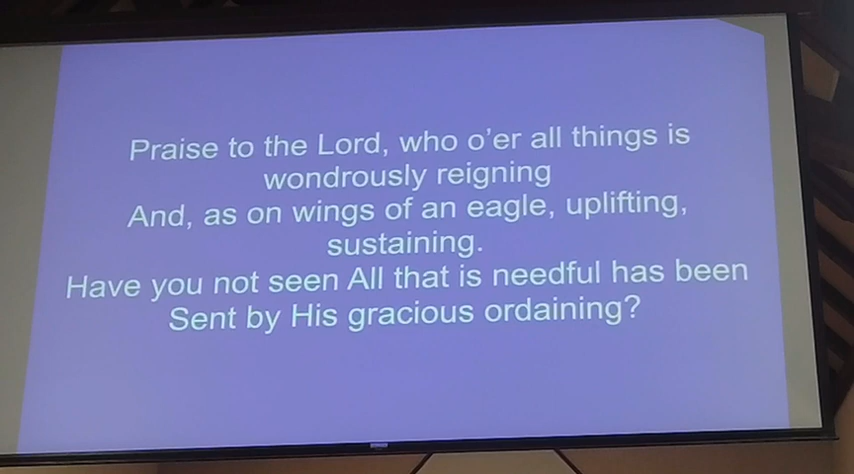 Praise to the Lord, who o'er all things is
wondrously reigning
And, as on wings of an eagle, uplifting,
sustaining.
Have you not seen All that is needful has been
Sent by His gracious ordaining?